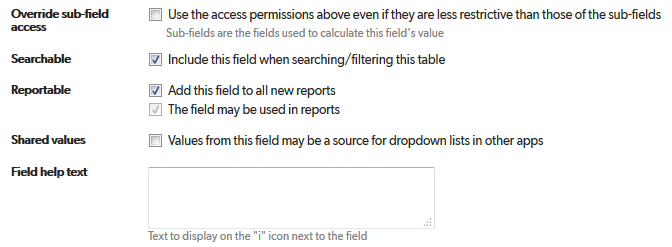 Override sub-field access
Use the access permissions above even if they are less restrictive than those of the sub-fields
Sub-fields are the fields used to calculate this field's value
Searchable
Include this field when searching/filtering this table
Reportable
Add this field to all new reports
The field may be used in reports
Shared values
Values from this field may be a source for dropdown lists in other apps
Field help text
Text to display on the "i" icon next to the field